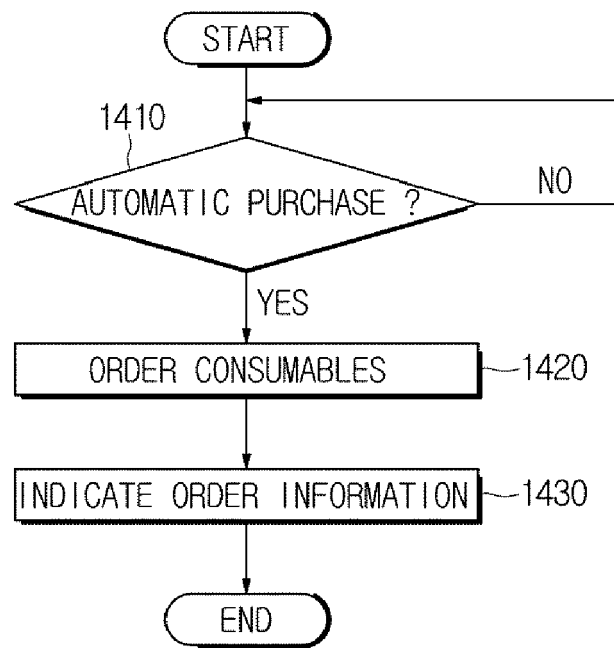 START
1410
AUTOMATIC PURCHASE ?
NO
YES
ORDER CONSUMABLES
1420
INDICATE ORDER INFORMATION
1430
END